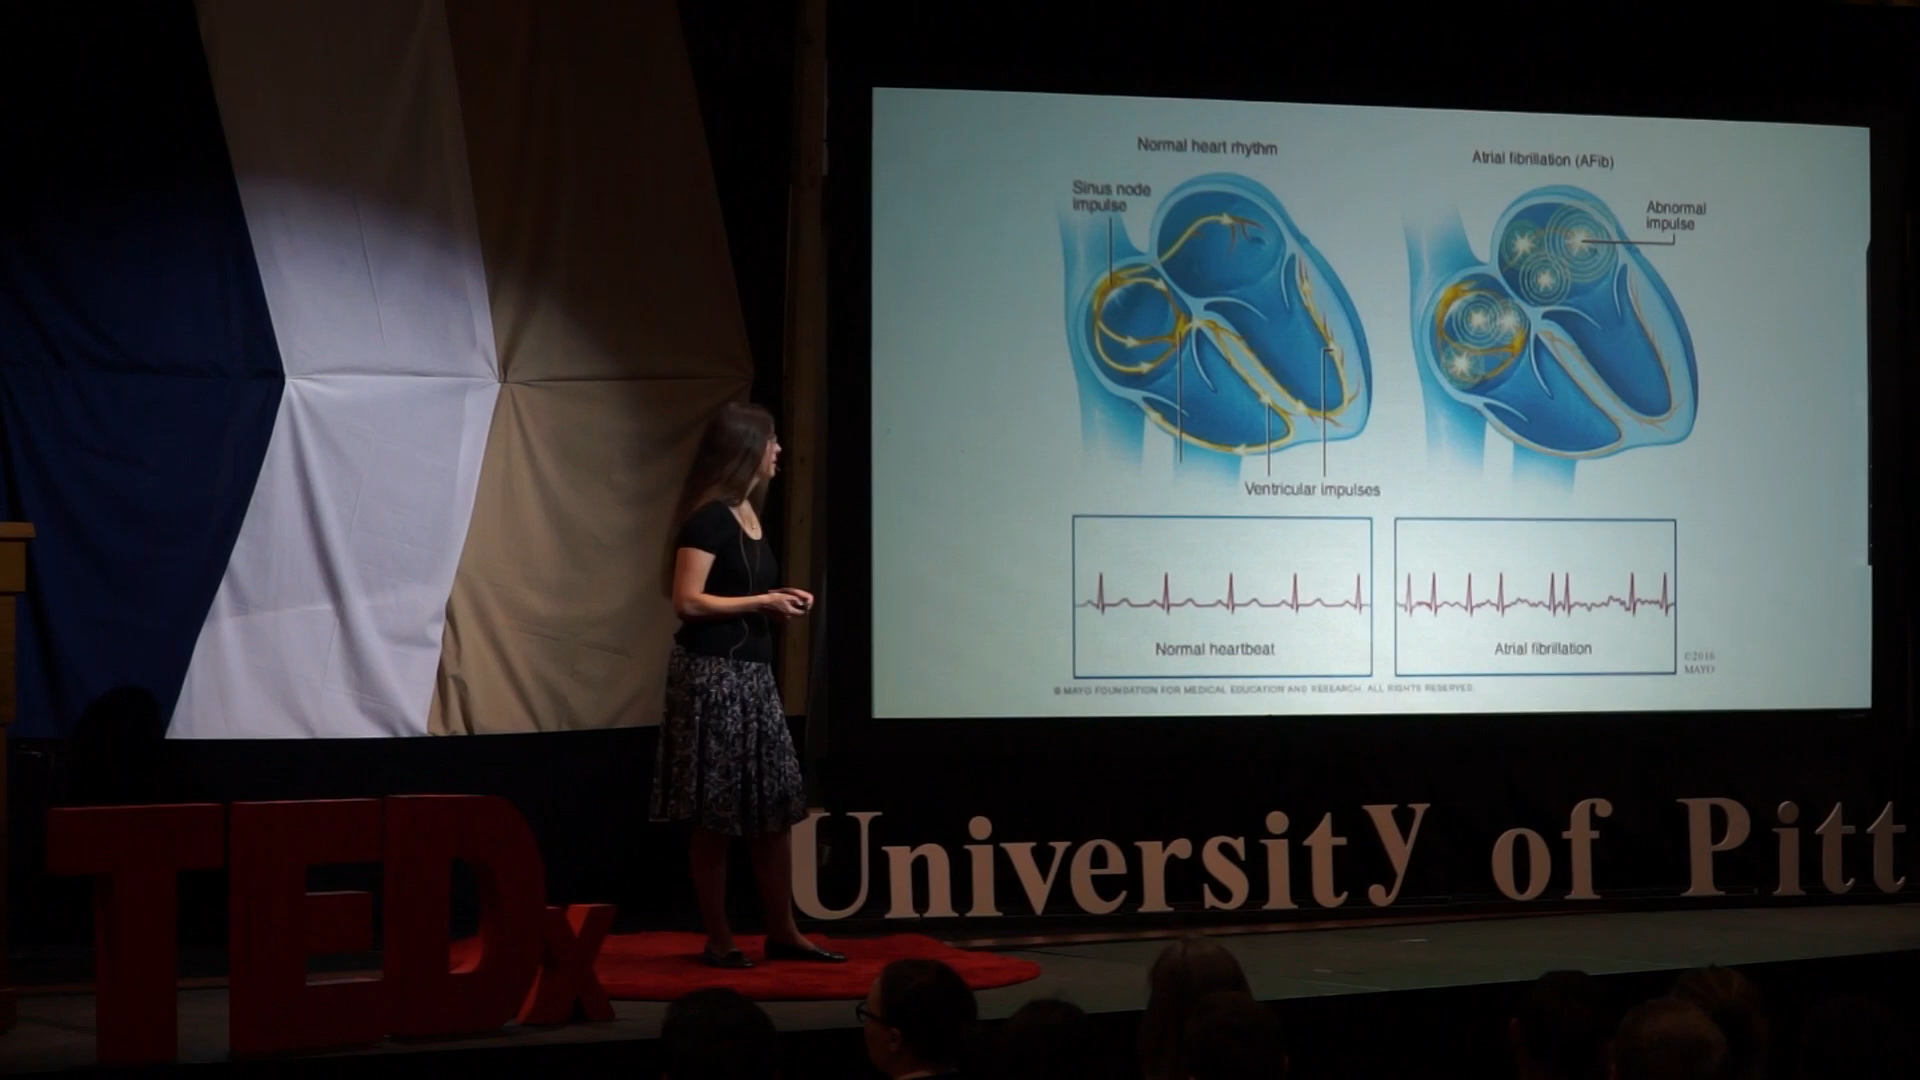 Normal heart rhythm
Atrial fibrillation (AFib)
Sinus node
impulse
Abnormal
impulse
Ventricular impulses
Normal heartbeat
Atrial fibrillation
©2016
MAYO
© MAYO FOUNDATION FOR MEDICAL EDUCATION AND RESEARCH. ALL RIGHTS RESERVED.
TEDx
University of Pitt